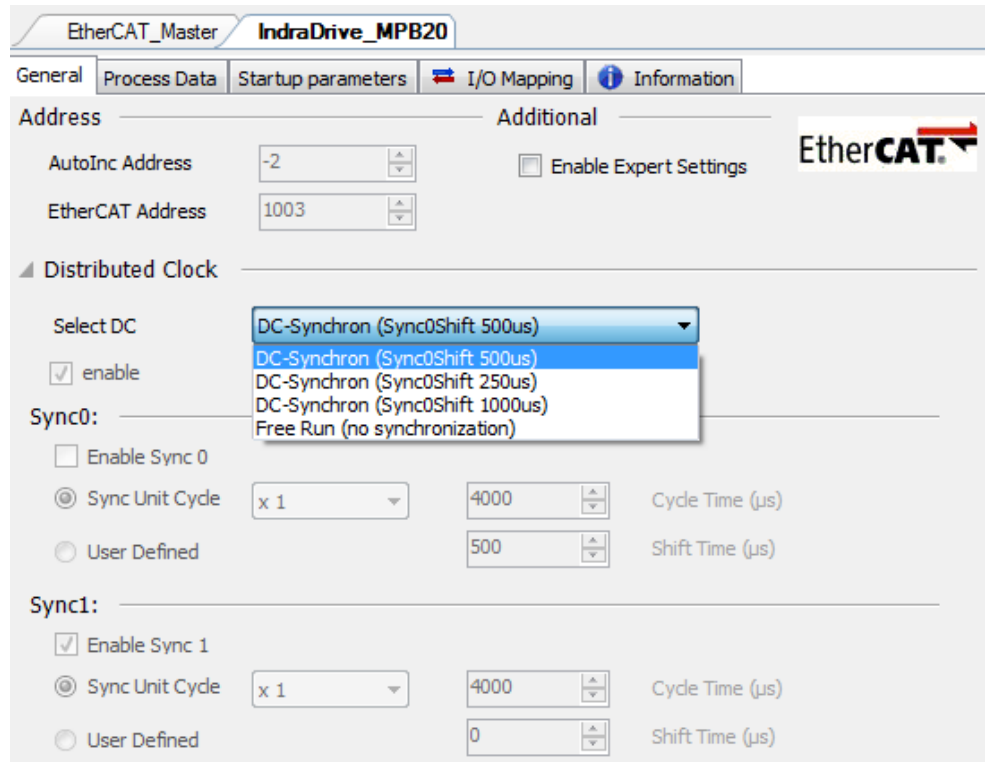 EtherCAT_Master IndraDrive_MPB20
General Process Data Startup parameters I/O Mapping Information
Address Additional
EtherCAT.
AutoInc Address -2 Enable Expert Settings
EtherCAT Address 1003
Distributed Clock
Select DC DC-Synchron (Sync0Shift 500us)
DC-Synchron (Sync0Shift 500us)
enable DC-Synchron (Sync0Shift 250us)
DC-Synchron (Sync0Shift 1000us)
Sync0:
Free Run (no synchronization)
Enable Sync 0
Sync Unit Cycle x 1 4000 Cycle Time (µs)
User Defined 500 Shift Time (µs)
Sync1:
Enable Sync 1
Sync Unit Cycle x 1 4000 Cycle Time (µs)
User Defined 0 Shift Time (µs)